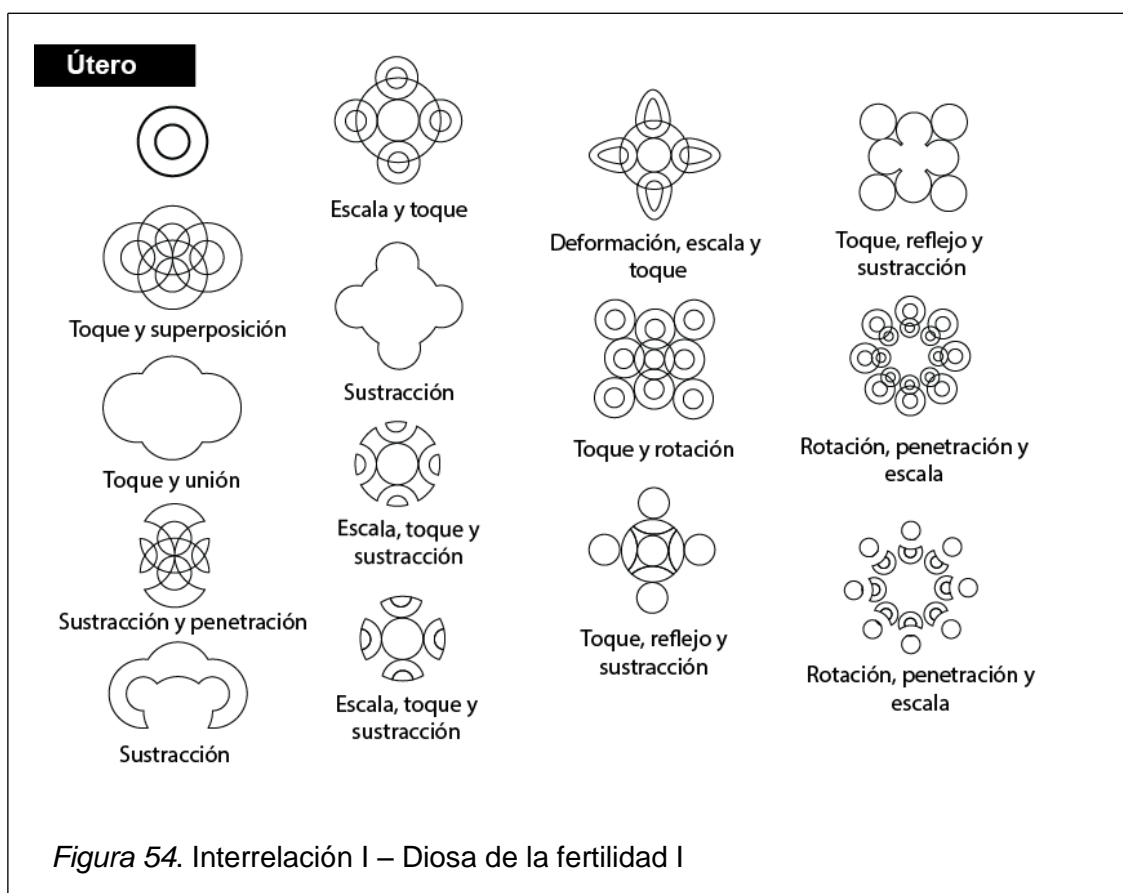 Útero
Toque y superposición
Toque y unión
Sustracción y penetración
Sustracción
Escala y toque
Sustracción
Escala, toque y
sustracción
Escala, toque y
sustracción
Deformación, escala y
toque
Toque y rotación
Toque, reflejo y
sustracción
Toque, reflejo y
sustracción
Rotación, penetración y
escala
Rotación, penetración y
escala
Figura 54. Interrelación I – Diosa de la fertilidad I